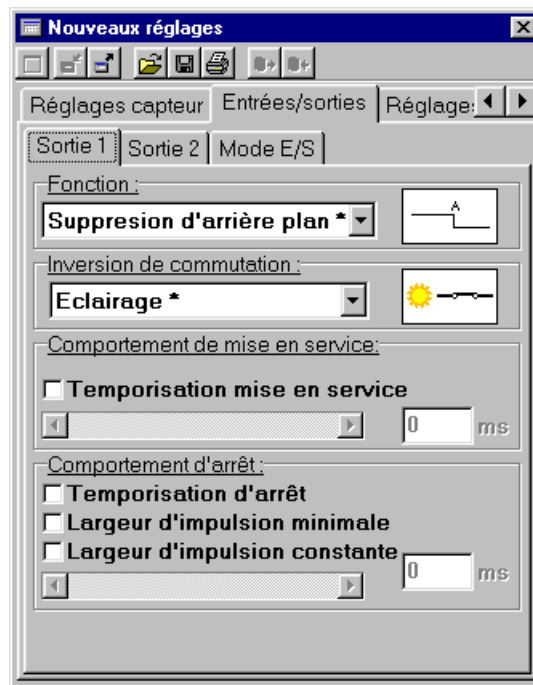 Nouveaux réglages
Réglages capteur
Entrées/sorties
Réglages
Sortie 1
Sortie 2
Mode E/S
Fonction :
Suppresion d'arrière plan *
A
Inversion de commutation :
Eclairage *
Comportement de mise en service:
Temporisation mise en service
0 ms
Comportement d'arrêt :
Temporisation d'arrêt
Largeur d'impulsion minimale
Largeur d'impulsion constante
0 ms